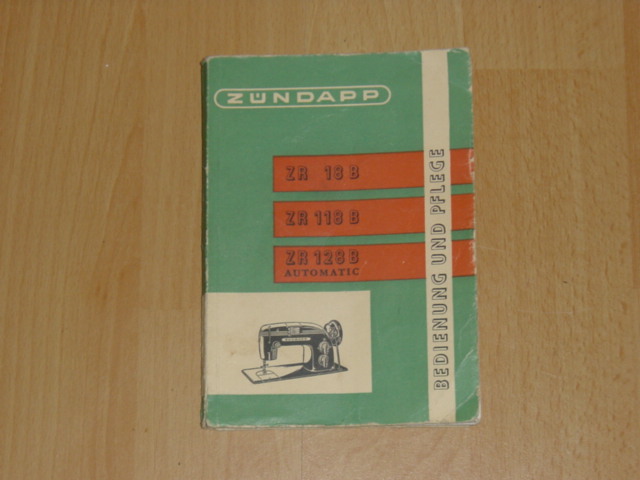 ZÜNDAPP
ZR 18 B
ZR 118 B
ZR 128 B
AUTOMATIC
BEDIENUNG UND PFLEGE